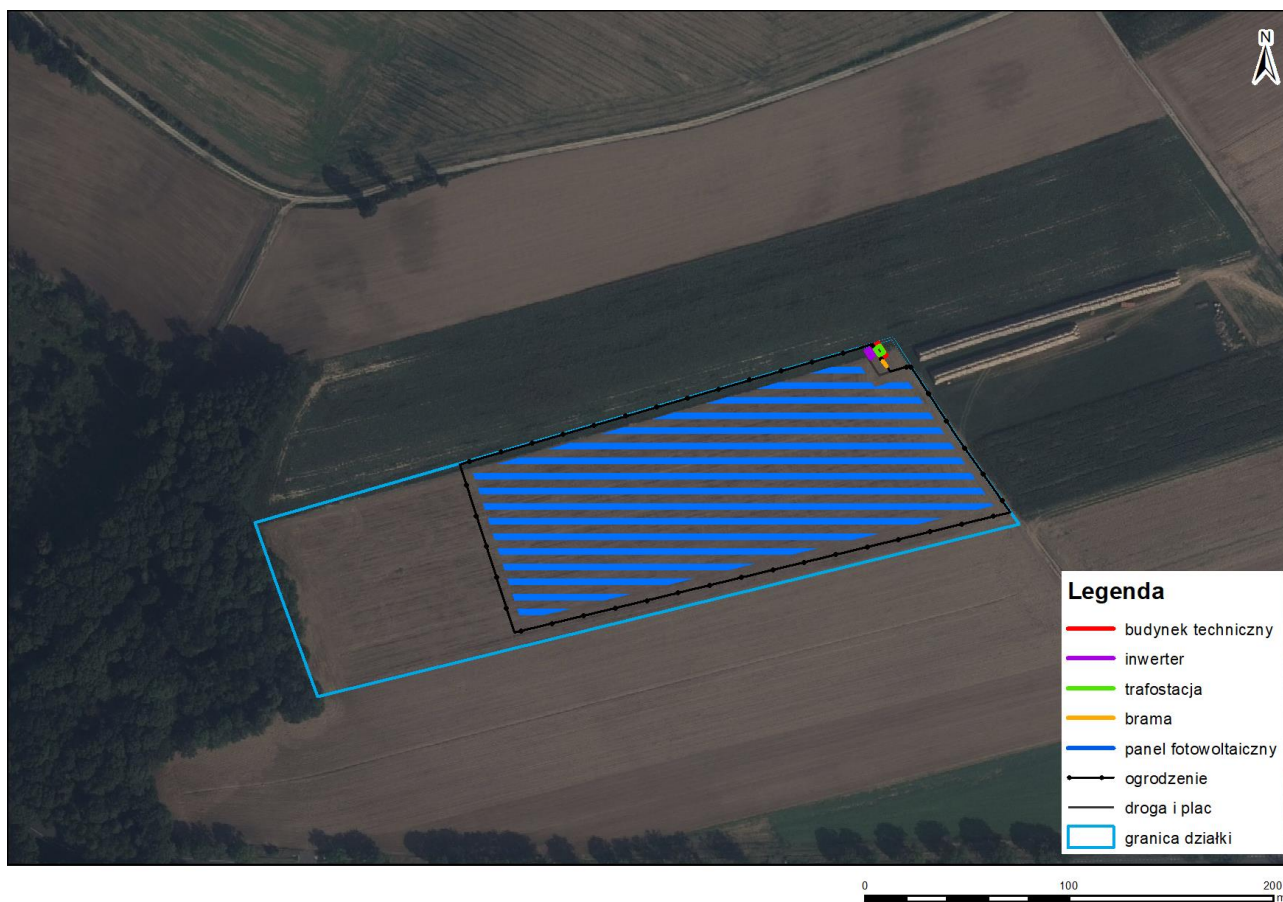 N
Legenda
budynek techniczny
inwerter
trafostacja
brama
panel fotowoltaiczny
ogrodzenie
droga i plac
granica działki
0 100 200
m